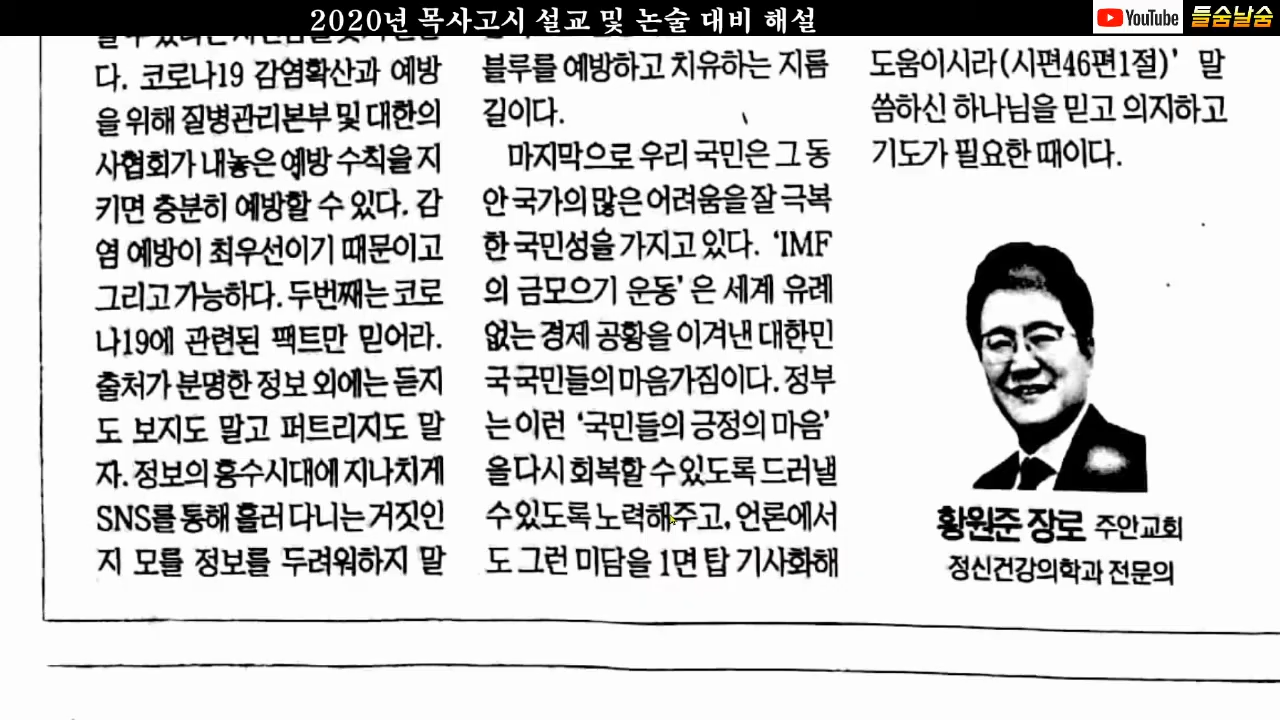 2020년 목사고시 설교 및 논술 대비 해설
YouTube 들숨날숨
다. 코로나19 감염확산과 예방
을 위해 질병관리본부 및 대한의
사협회가 내놓은 예방 수칙을 지
키면 충분히 예방할 수 있다. 감
염 예방이 최우선이기 때문이고
그리고 가능하다. 두번째는 코로
나19에 관련된 팩트만 믿어라.
출처가 분명한 정보 외에는 듣지
도 보지도 말고 퍼트리지도 말
자. 정보의 홍수시대에 지나치게
SNS를 통해 흘러 다니는 거짓인
지 모를 정보를 두려워하지 말
블루를 예방하고 치유하는 지름
길이다.
마지막으로 우리 국민은 그 동
안 국가의 많은 어려움을 잘 극복
한 국민성을 가지고 있다. ‘IMF
의 금모으기 운동’은 세계 유례
없는 경제 공황을 이겨낸 대한민
국 국민들의 마음가짐이다. 정부
는 이런 ‘국민들의 긍정의 마음’
을 다시 회복할 수 있도록 드러낼
수 있도록 노력해주고, 언론에서
도 그런 미담을 1면 탑 기사화해
도움이시라(시편46편1절)’ 말
씀하신 하나님을 믿고 의지하고
기도가 필요한 때이다.
황원준 장로 주안교회
정신건강의학과 전문의